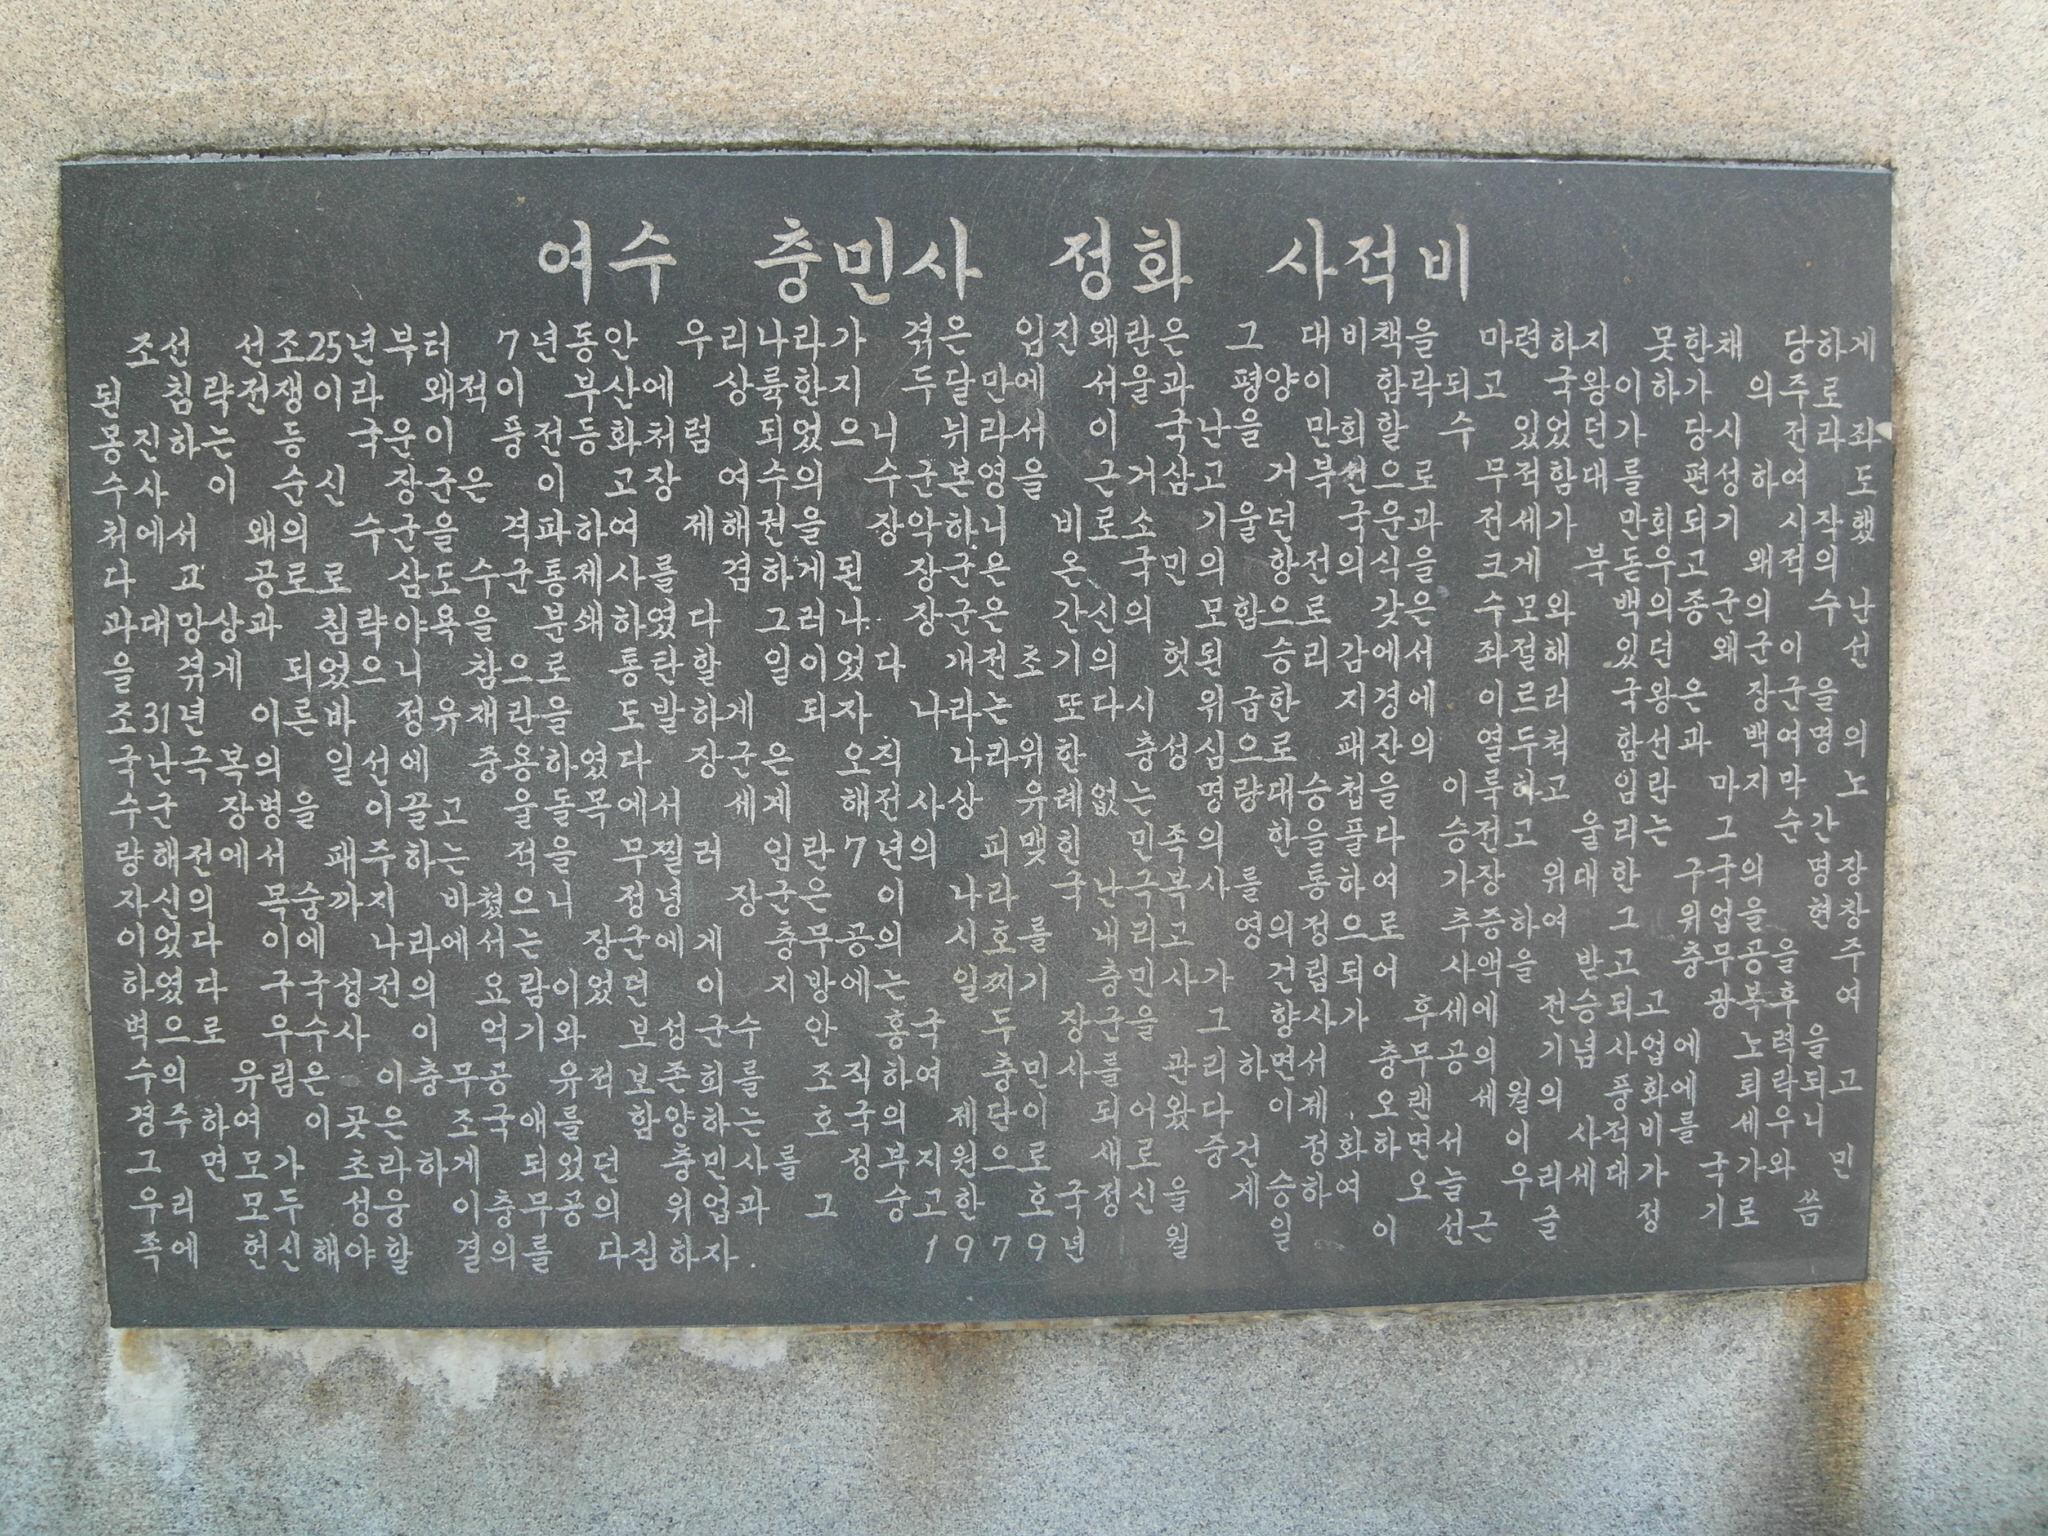 여수 충민사 정화 사적비
조선 선조25년부터 7년동안 우리나라가 겪은 임진왜란은 그 대비책을 마련하지 못한채 당하게
된 침략전쟁이라 왜적이 부산에 상륙한지 두달만에 서울과 평양이 함락되고 국왕이 하가 의주로
몽진하는 등 국운이 풍전등화처럼 되었으니 뉘라서 이 국난을 만회할 수 있었던가 당시 전라좌
수사 이 순신 장군은 이 고장 여수의 수군본영을 근거삼고 거북선으로 무적함대를 편성하여 도
처에서 왜의 수군을 격파하여 제해권을 장악하니 비로소 기울던 국운과 전세가 만회되기 시작했
다 고 공로로 삼도수군통제사를 겸하게된 장군은 온 국민의 항전의식을 크게 북돋우고 왜적의
과대망상과 침략야욕을 분쇄하였다 그러나 장군은 간신의 모함으로 갖은 수모와 백의종군의 수난
을 겪게 되었으니 참으로 통탄할 일이었다 개전 초기의 헛된 승리감에서 좌절해 있던 왜군이 선
조31년 이른바 정유재란을 도발하게 되자 나라는 또다시 위급한 지경에 이르러 국왕은 장군을
국난극복의 일선에 중용하였다 장군은 오직 나라위한 충성심으로 패잔의 열두척 함선과 백여명의
수군 장병을 이끌고 울돌목에서 세계 해전사상 유례없는 명랑대승첩을 이룩하고 임란 마지막 노
량해전에서 패주하는 적을 무찔러 임란7년의 피맺힌 민족의 한을풀다 승전고 울리는 그 순간
자신의 목숨까지 바쳤으니 정녕 장군은 이 나라 국난극복사를 통하여 가장 위대한 구국의 명장
이었다 이에 나라에서는 장군에게 충무공의 시호를 내리고 영의정으로 추증하여 그 위업을 현창
하였다 구국성전의 요람이었던 이 지방에는 일찌기 충민사가 건립되어 사액을 받고 충무공을 주
벽으로 우수사 이 억기와 보성군수 안 홍국 두 장군을 그 향사가 후세에 전승되고 광복후 여
수의 유림은 이충무공 유적보존회를 조직하여 충민사를 관리하면서 충무공의 기념사업에 노력을
경주하여 이 곳은 조국애를 함양하는 호국의 제단이 되어왔다 이제 오랜 세월의 풍화에 퇴락되고
그 면모가 초라하게 되었던 충민사를 정부지원으로 새로 중건 정화하면서 이 사적비를 세우니
우리 모두 성웅 이충무공의 위업과 그 숭고한 호국정신을 계승하여 오늘 우리세대가 국가와 민
족에 헌신해야할 결의를 다짐하자. 1979년 월 일 이 선근 글 정 기로 씀